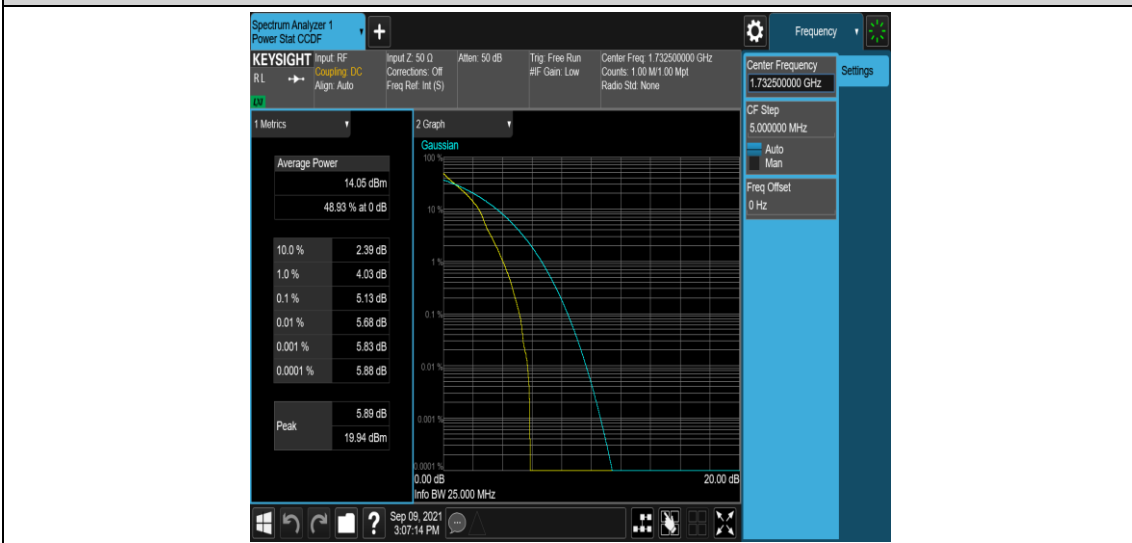 Spectrum Analyzer 1
Power Stat CCDF
+
Frequency
KEYSIGHT
RL
LXI
Input: RF
Coupling: DC
Align: Auto
Input Z: 50 Ω
Corrections: Off
Freq Ref: Int (S)
Atten: 50 dB
Trig: Free Run
#IF Gain: Low
Center Freq: 1.732500000 GHz
Counts: 1.00 M/1.00 Mpt
Radio Std: None
Center Frequency
1.732500000 GHz
Settings
CF Step
5.000000 MHz
Auto
Man
Freq Offset
0 Hz
1 Metrics
Average Power
14.05 dBm
48.93 % at 0 dB
10.0 % 2.39 dB
1.0 % 4.03 dB
0.1 % 5.13 dB
0.01 % 5.68 dB
0.001 % 5.83 dB
0.0001 % 5.88 dB
Peak
5.89 dB
19.94 dBm
2 Graph
Gaussian
100 %
10 %
1 %
0.1 %
0.01 %
0.001 %
0.0001 %
0.00 dB 20.00 dB
Info BW 25.000 MHz
?
Sep 09, 2021
3:07:14 PM